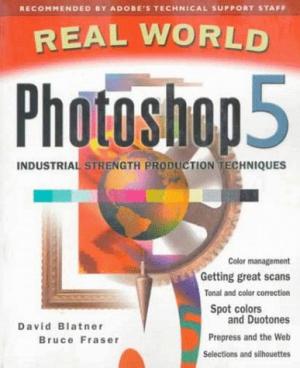 RECOMMENDED BY ADOBE'S TECHNICAL SUPPORT STAFF
REAL WORLD
Photoshop 5
INDUSTRIAL STRENGTH PRODUCTION TECHNIQUES
Color management
Getting great scans
Tonal and color correction
Spot colors
and Duotones
Prepress and the Web
Selections and silhouettes
David Blatner
Bruce Fraser